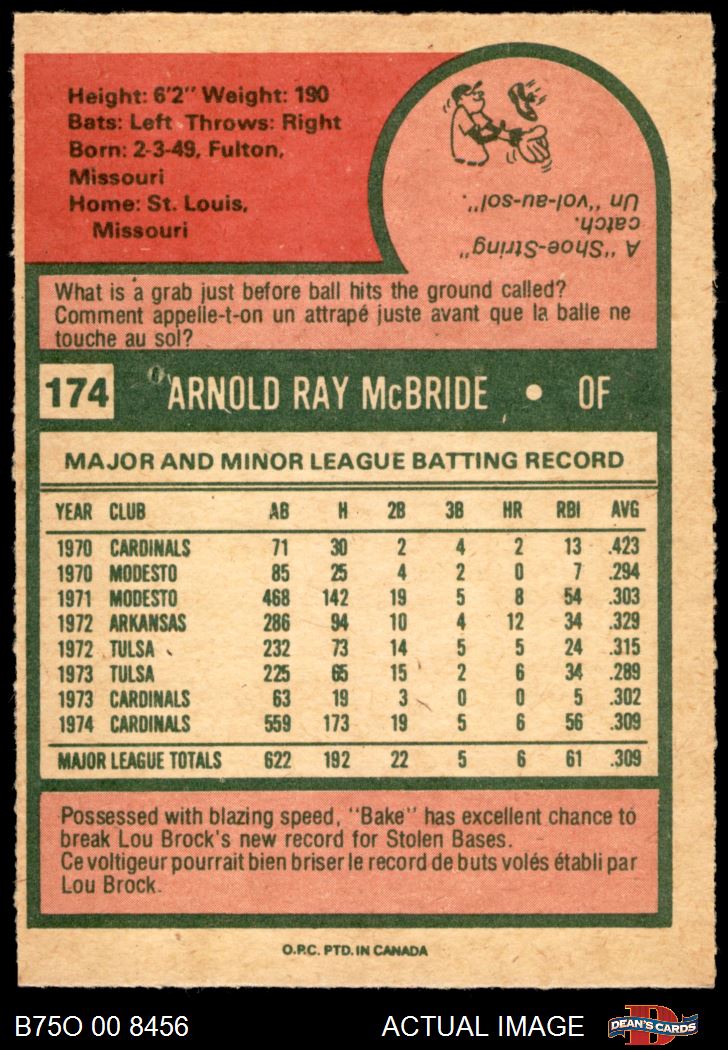 Height: 6'2" Weight: 190
Bats: Left Throws: Right
Born: 2-3-49, Fulton,
Missouri
Home: St. Louis,
Missouri
A "Shoe-String"
catch.
Un "vol-au-sol".
What is a grab just before ball hits the ground called?
Comment appelle-t-on un attrapé juste avant que la balle ne
touche au sol?
174 ARNOLD RAY McBRIDE • OF
MAJOR AND MINOR LEAGUE BATTING RECORD
YEAR CLUB AB H 2B 3B HR RBI AVG
1970 CARDINALS 71 30 2 4 2 13 .423
1970 MODESTO 85 25 4 2 0 7 .294
1971 MODESTO 468 142 19 5 8 54 .303
1972 ARKANSAS 286 94 10 4 12 34 .329
1972 TULSA 232 73 14 5 5 24 .315
1973 TULSA 225 65 15 2 6 34 .289
1973 CARDINALS 63 19 3 0 0 5 .302
1974 CARDINALS 559 173 19 5 6 56 .309
MAJOR LEAGUE TOTALS 622 192 22 5 6 61 .309
Possessed with blazing speed, "Bake" has excellent chance to
break Lou Brock's new record for Stolen Bases.
Ce voltigeur pourrait bien briser le record de buts volés établi par
Lou Brock.
O.P.C. PTD. IN CANADA
B75O 00 8456 ACTUAL IMAGE DEAN'S CARDS